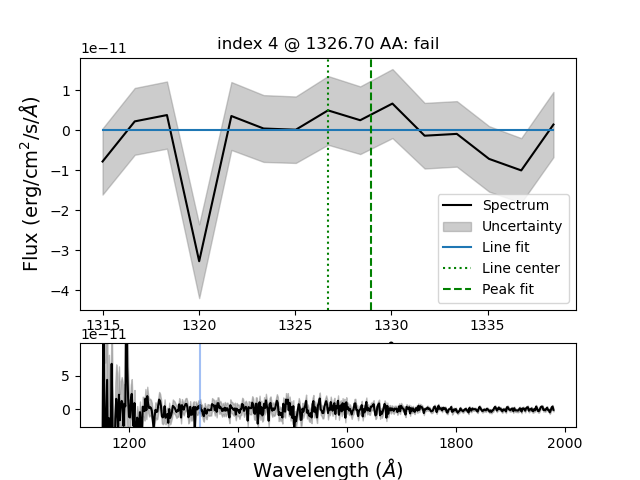 index 4 @ 1326.70 AA: fail
1e−11
Flux (erg/cm²/s/Å)
1
0
−1
−2
−3
−4
Spectrum
Uncertainty
Line fit
Line center
Peak fit
1315 1320 1325 1330 1335
1e−11
5
0
1200 1400 1600 1800 2000
Wavelength (Å)